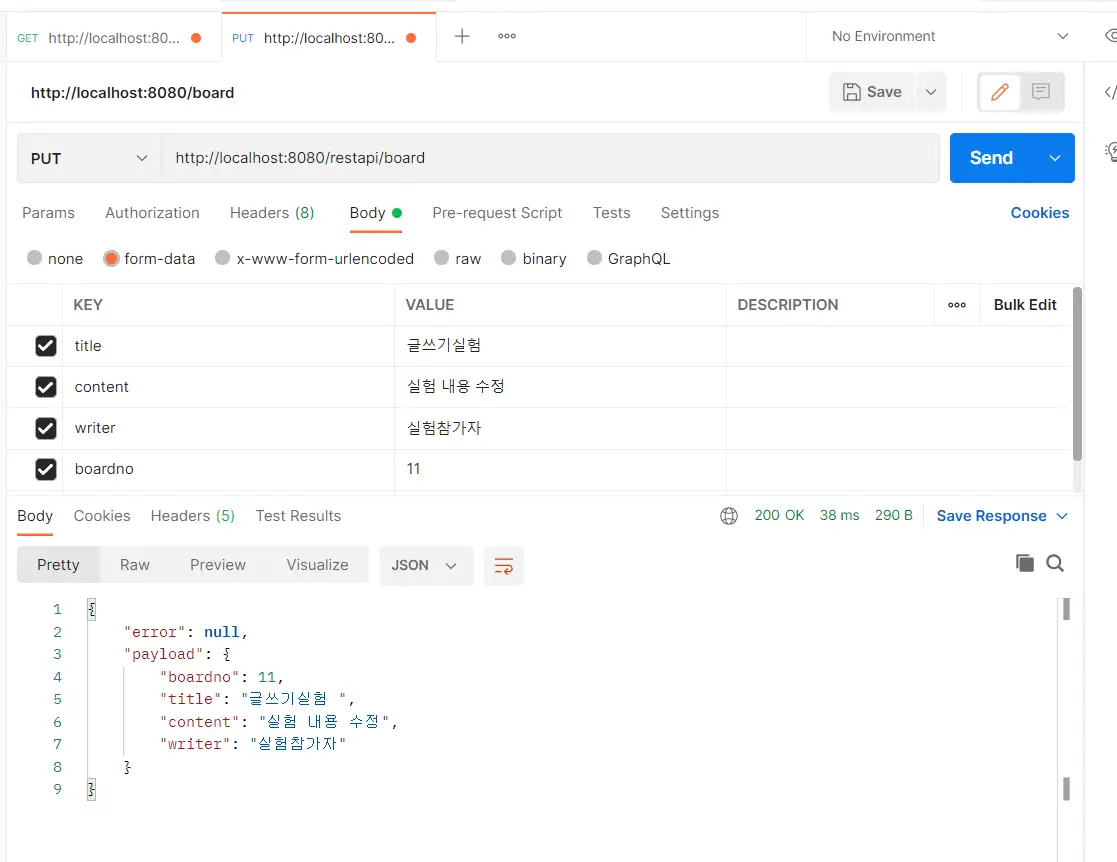 GET http://localhost:80... PUT http://localhost:80... No Environment
http://localhost:8080/board Save
PUT http://localhost:8080/restapi/board Send
Params Authorization Headers (8) Body Pre-request Script Tests Settings Cookies
none form-data x-www-form-urlencoded raw binary GraphQL
KEY VALUE DESCRIPTION Bulk Edit
title 글쓰기실험
content 실험 내용 수정
writer 실험참가자
boardno 11
Body Cookies Headers (5) Test Results 200 OK 38 ms 290 B Save Response
Pretty Raw Preview Visualize JSON
1 {
2 "error": null,
3 "payload": {
4 "boardno": 11,
5 "title": "글쓰기실험 ",
6 "content": "실험 내용 수정",
7 "writer": "실험참가자"
8 }
9 }